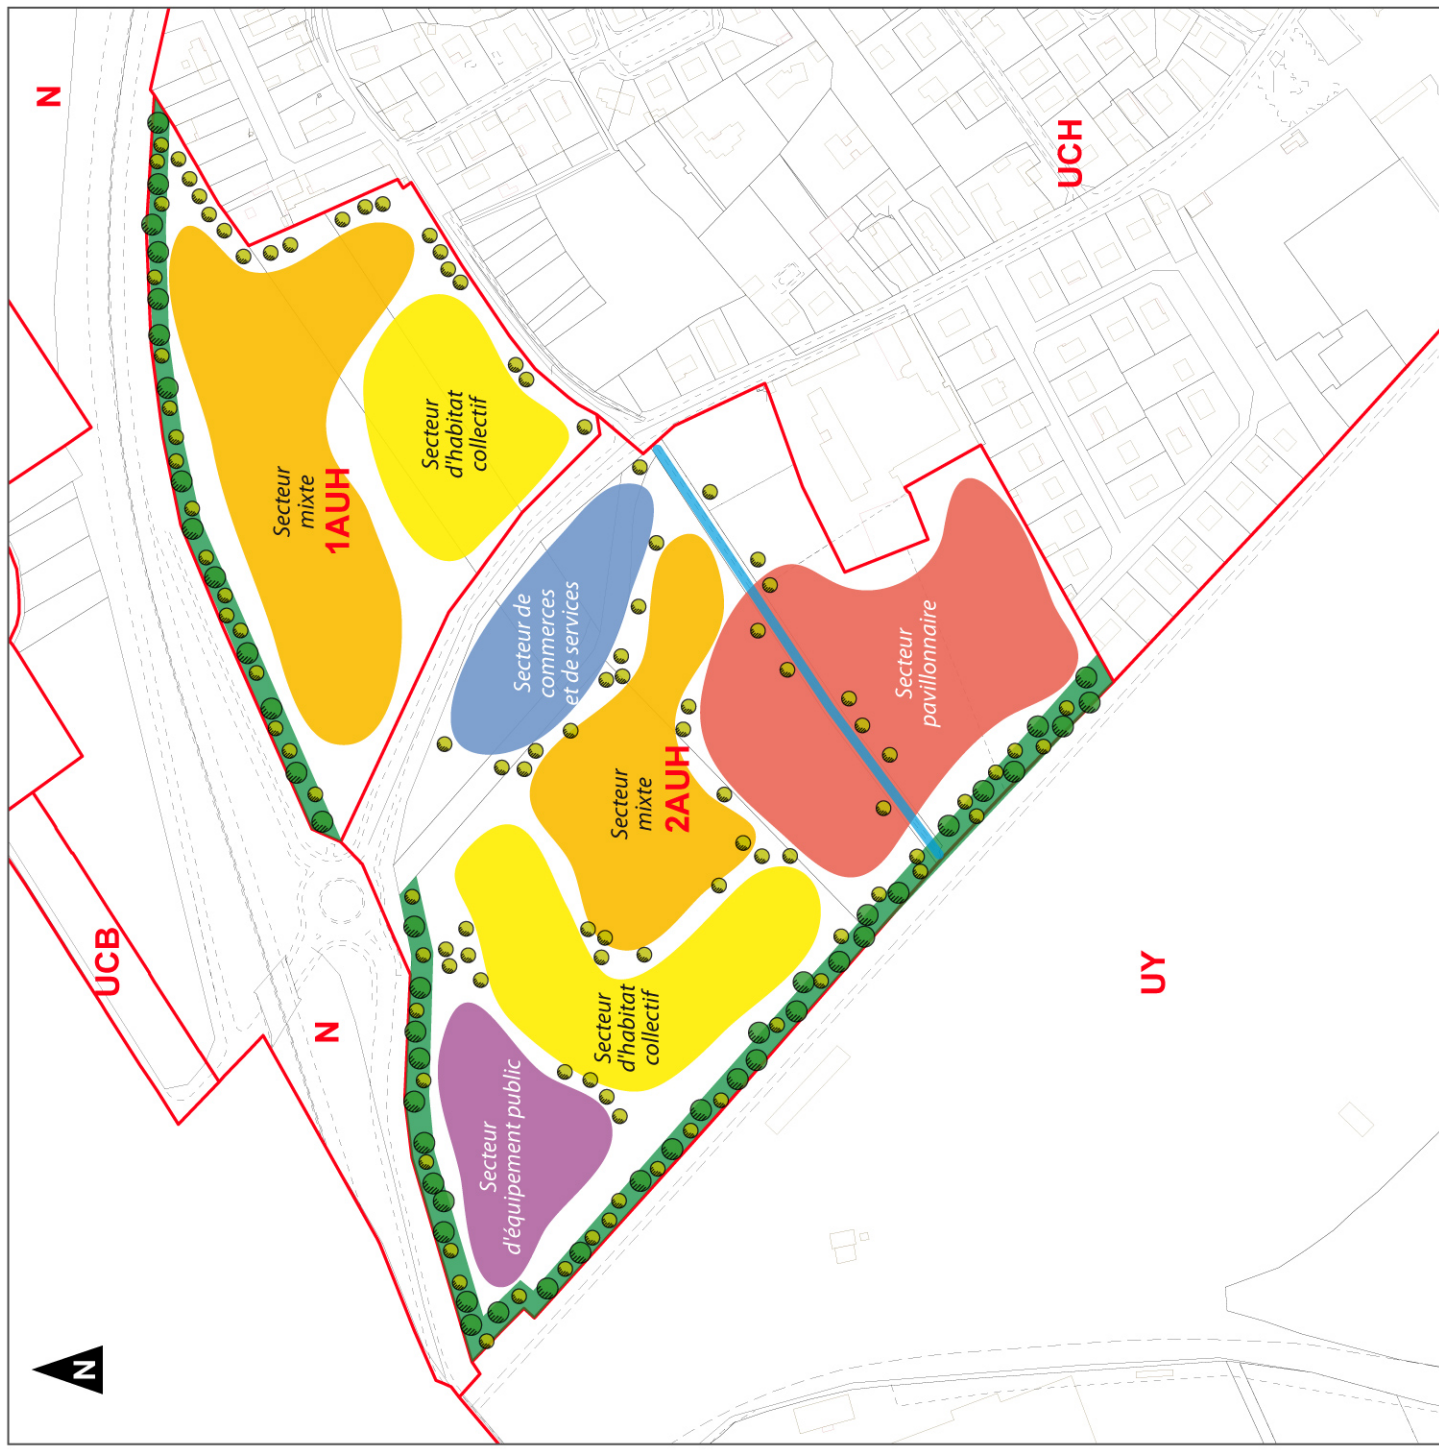 N
UCH
Secteur
mixte
1AUH
Secteur
d'habitat
collectif
Secteur de
commerces
et de services
Secteur
mixte
2AUH
Secteur
pavillonnaire
UCB
N
Secteur
d'habitat
collectif
Secteur
d'équipement public
UY
N